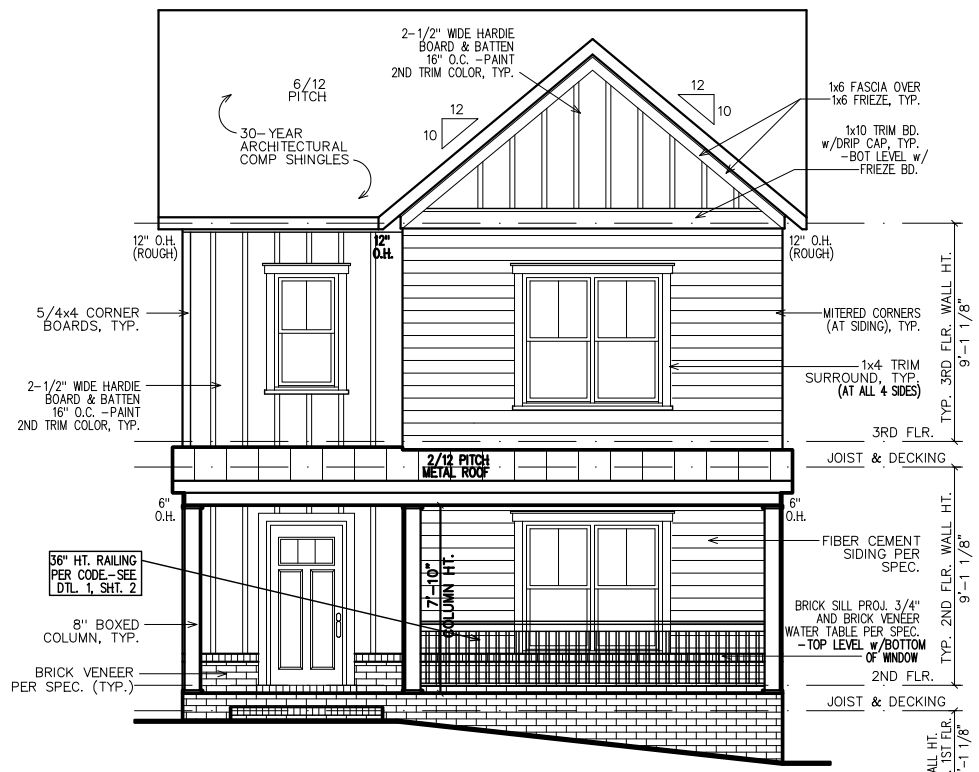 2-1/2" WIDE HARDIE
BOARD & BATTEN
16" O.C. -PAINT
2ND TRIM COLOR, TYP.
6/12
PITCH
30-YEAR
ARCHITECTURAL
COMP SHINGLES
12
10
12
10
1x6 FASCIA OVER
1x6 FRIEZE, TYP.
1x10 TRIM BD.
w/DRIP CAP, TYP.
-BOT LEVEL w/
FRIEZE BD.
12" O.H.
(ROUGH)
12"
O.H.
12" O.H.
(ROUGH)
5/4x4 CORNER
BOARDS, TYP.
MITERED CORNERS
(AT SIDING), TYP.
TYP. 3RD FLR. WALL HT.
9'-1 1/8"
2-1/2" WIDE HARDIE
BOARD & BATTEN
16" O.C. -PAINT
2ND TRIM COLOR, TYP.
1x4 TRIM
SURROUND, TYP.
(AT ALL 4 SIDES)
3RD FLR.
JOIST & DECKING
2/12 PITCH
METAL ROOF
6"
O.H.
6"
O.H.
36" HT. RAILING
PER CODE.-SEE
DTL. 1, SHT. 2
7'-10"
COLUMN HT.
FIBER CEMENT
SIDING PER
SPEC.
TYP. 2ND FLR. WALL HT.
9'-1 1/8"
8" BOXED
COLUMN, TYP.
BRICK SILL PROJ. 3/4"
AND BRICK VENEER
WATER TABLE PER SPEC.
-TOP LEVEL w/BOTTOM
OF WINDOW
BRICK VENEER
PER SPEC. (TYP.)
2ND FLR.
JOIST & DECKING
1ST FLR.
HT.
-1 1/8"